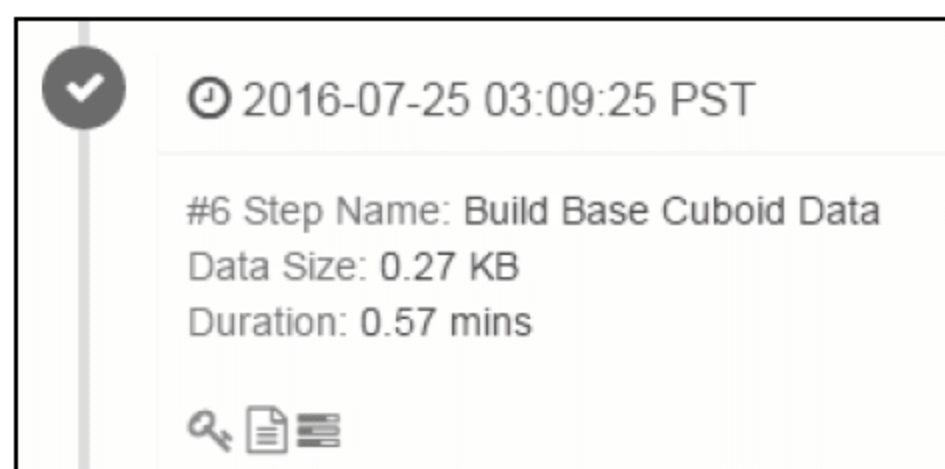 2016-07-25 03:09:25 PST
#6 Step Name: Build Base Cuboid Data
Data Size: 0.27 KB
Duration: 0.57 mins